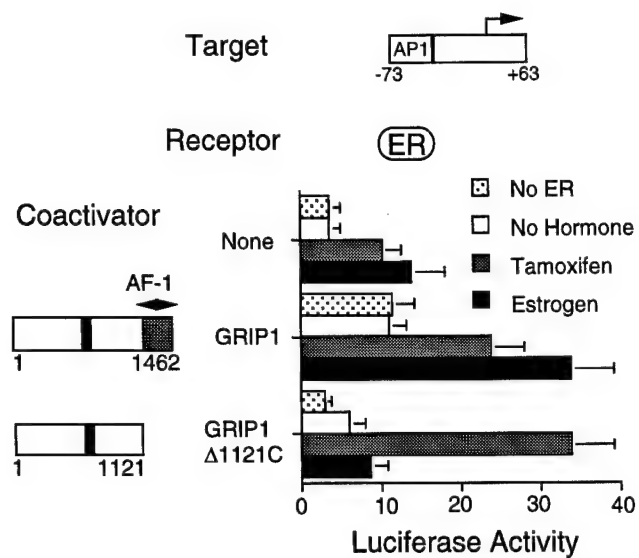 Target
AP1
-73 +63
Receptor
ER
No ER
No Hormone
Tamoxifen
Estrogen
Coactivator
None
AF-1
1 1462
GRIP1
1 1121
GRIP1
Δ1121C
0 10 20 30 40
Luciferase Activity